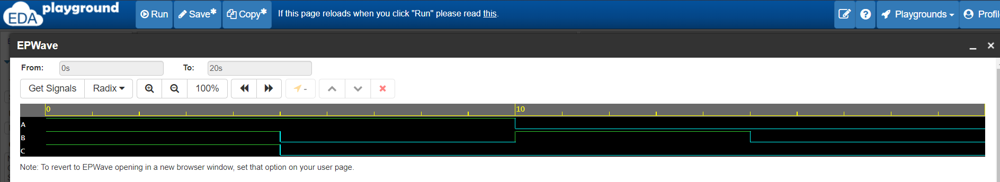 EDA playground
Run Save* Copy* If this page reloads when you click "Run" please read this. Playgrounds Profil
EPWave
From: 0s To: 20s
Get Signals Radix 100% -
0 10
A
B
C
Note: To revert to EPWave opening in a new browser window, set that option on your user page.